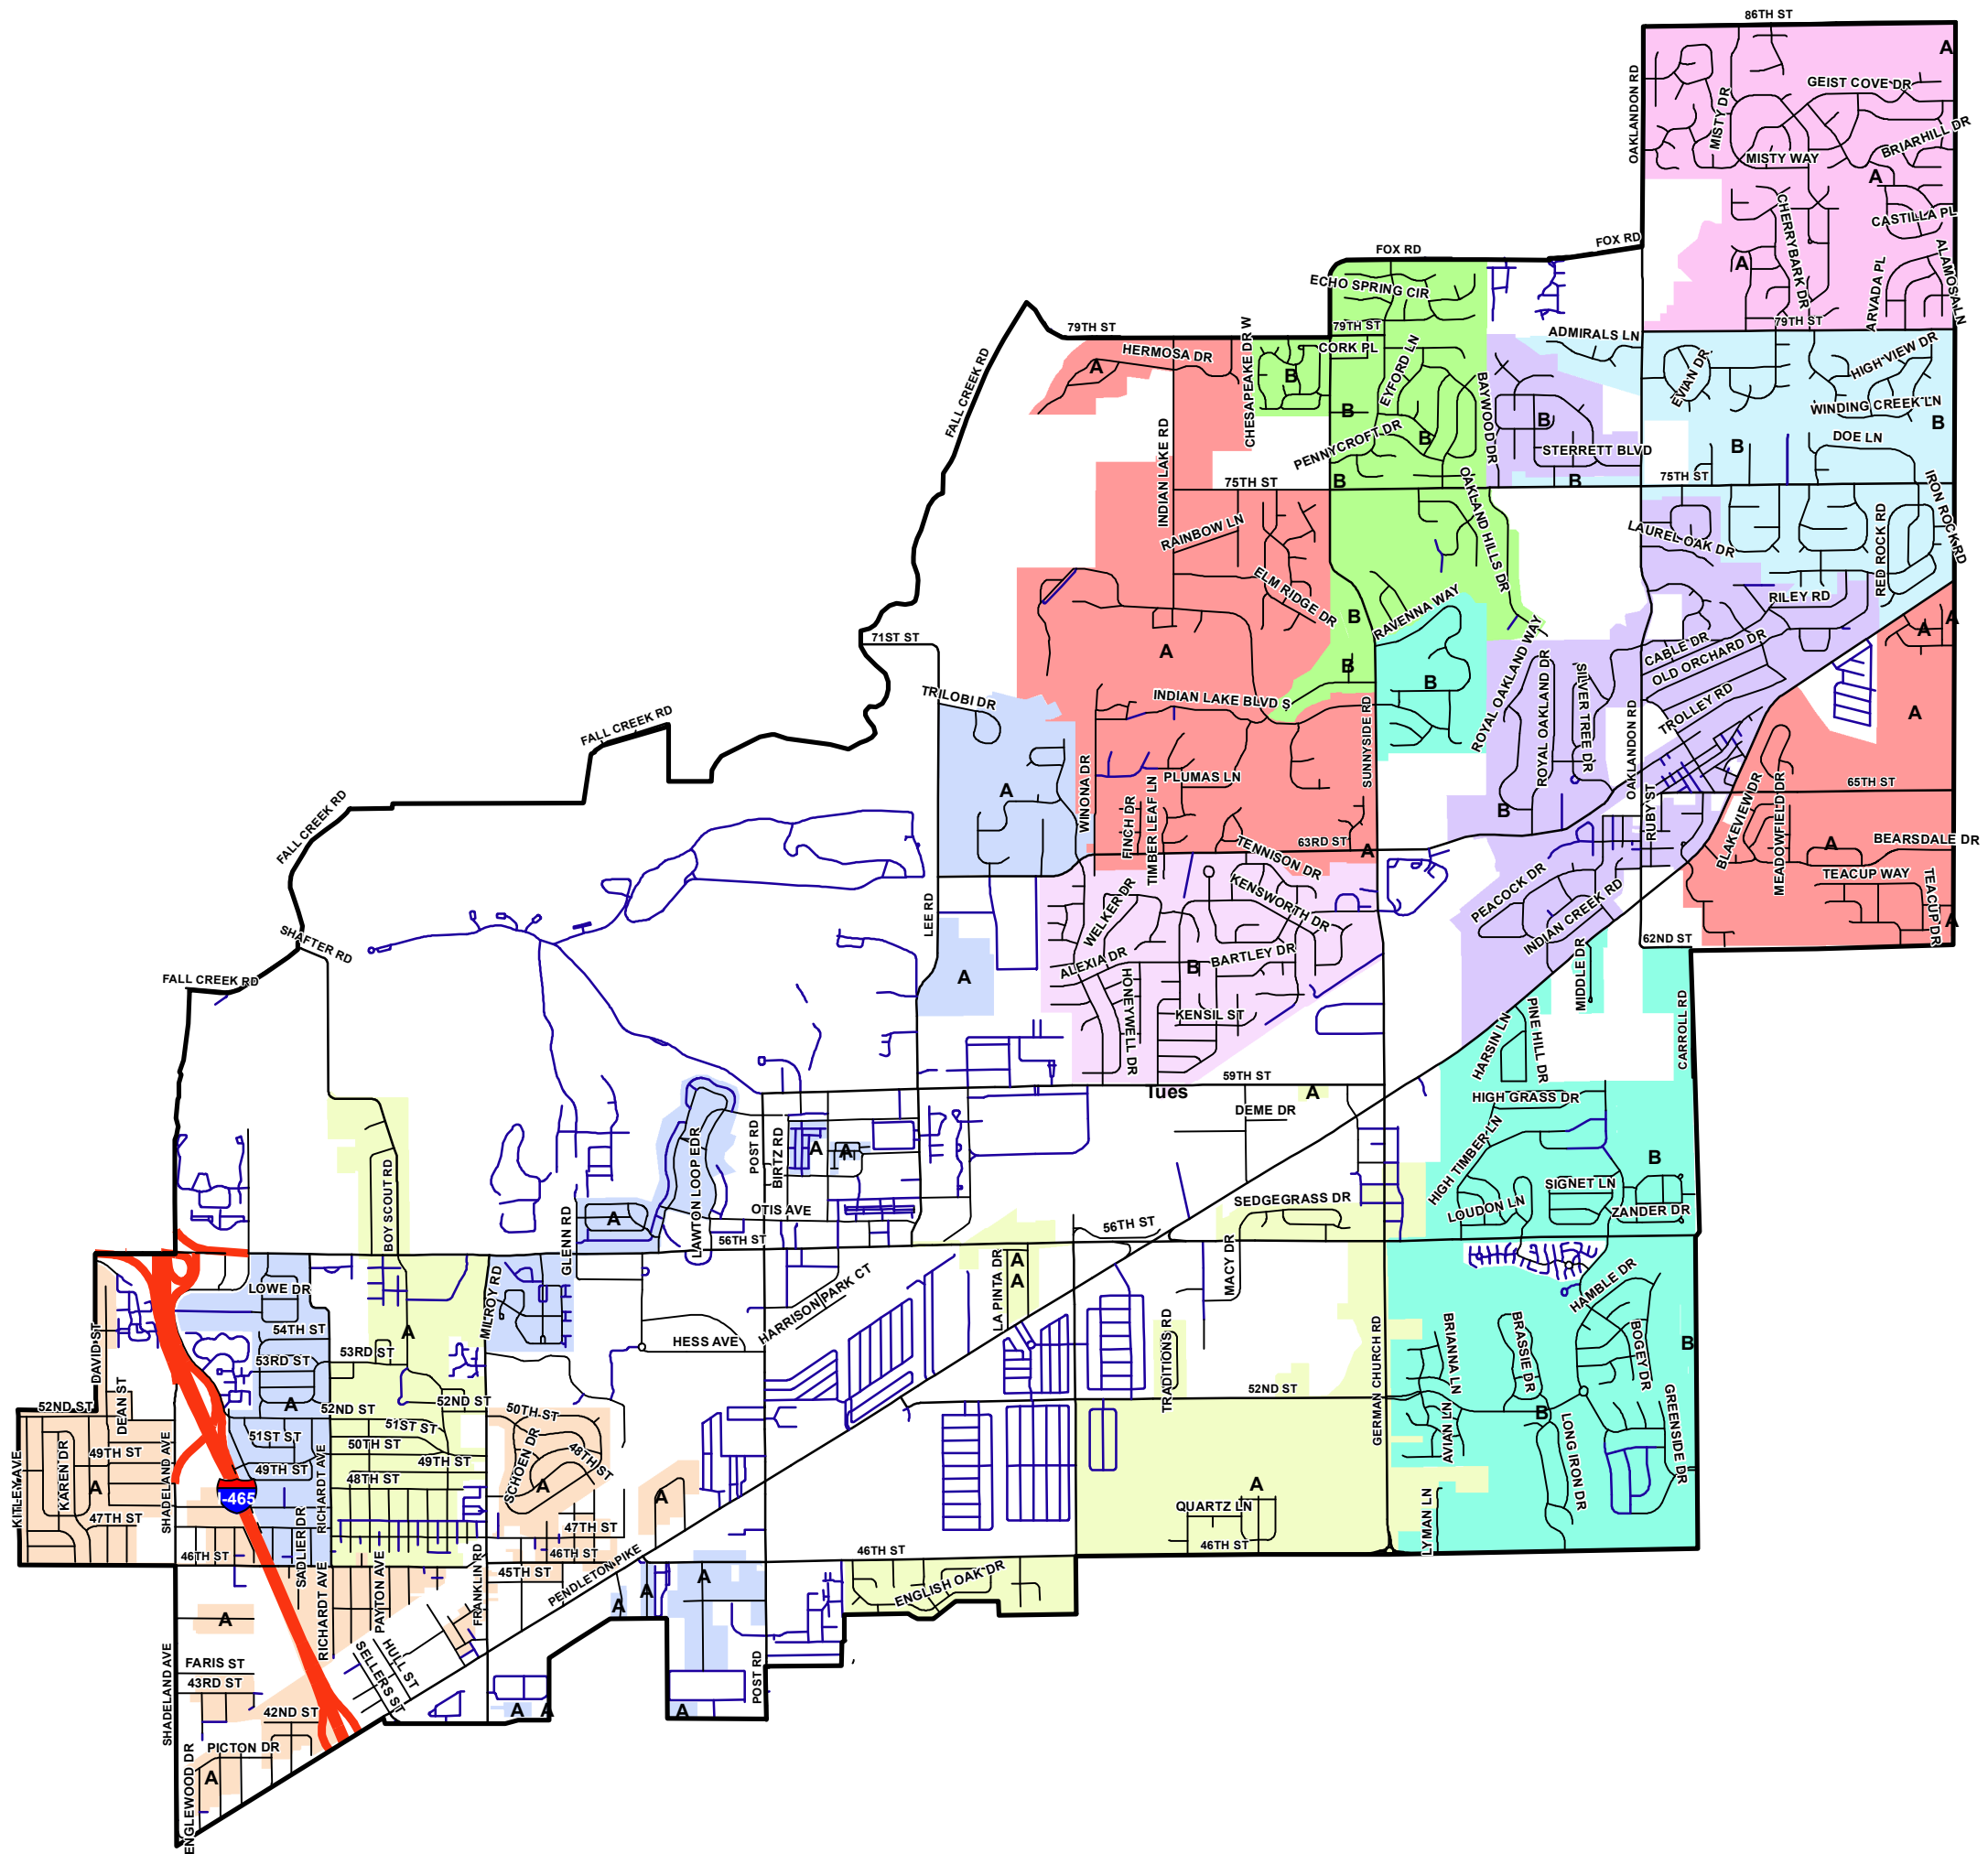 86TH ST
A
OAKLANDON RD
GEIST COVE DR
MISTY DR
BRIARHILL DR
MISTY WAY
A
CHERRYBARK DR
CASTILLA PL
FOX RD
FOX RD
A
ALAMOSA LN
ARVADA PL
ECHO SPRING CIR
79TH ST
79TH ST
79TH ST
CHESAPEAKE DR W
ADMIRALS LN
HERMOSA DR
CORK PL
EYFORD LN
HIGH VIEW DR
FALL CREEK RD
A
B
EVIAN DR
BAYWOOD DR
B
B
WINDING CREEK LN
B
INDIAN LAKE RD
PENNYCROFT DR
B
STERRETT BLVD
B
DOE LN
75TH ST
B
B
75TH ST
OAKLAND HILLS DR
IRON ROCK RD
RAINBOW LN
LAUREL OAK DR
RED ROCK RD
ELM RIDGE DR
RAVENNA WAY
RILEY RD
B
71ST ST
A
A
A
ROYAL OAKLAND WAY
CABLE DR
OLD ORCHARD DR
B
B
ROYAL OAKLAND DR
SILVER TREE DR
TRILOBI DR
INDIAN LAKE BLVD S
TROLLEY RD
A
FALL CREEK RD
SUNNYSIDE RD
OAKLANDON RD
WINONA DR
PLUMAS LN
A
65TH ST
FALL CREEK RD
FINCH DR
TIMBER LEAF LN
B
RUBY ST
BLAKEVIEW DR
MEADOWFIELD DR
63RD ST
A
TENNISON DR
A
BEARSDALE DR
TEACUP WAY
KENSWORTH DR
PEACOCK DR
TEACUP DR
WELKER DR
LEE RD
INDIAN CREEK RD
A
SHAFTER RD
62ND ST
ALEXIA DR
B
BARTLEY DR
FALL CREEK RD
A
MIDDLE DR
HONEYWELL DR
KENSIL ST
PINE HILL DR
HARSIN LN
CARROLL RD
59TH ST
Tues
A
HIGH GRASS DR
DEME DR
POST RD
BIRTZ RD
A
A
LAWTON LOOP E DR
BOY SCOUT RD
HIGH TIMBER LN
B
SIGNET LN
SEDGEGRASS DR
LOUDON LN
ZANDER DR
OTIS AVE
A
GLENN RD
56TH ST
56TH ST
LA PINTA DR
A
A
MACY DR
HAMBLE DR
LOWE DR
MILROY RD
HARRISON PARK CT
54TH ST
A
HESS AVE
DAVID ST
53RD ST
53RD ST
TRADITIONS RD
GERMAN CHURCH RD
BRIANNA LN
BRASSIE DR
BOGEY DR
B
DEAN ST
A
52ND ST
52ND ST
52ND ST
52ND ST
50TH ST
51ST ST
51ST ST
B
AVIAN LN
LONG IRON DR
GREENSIDE DR
KITLEY AVE
KAREN DR
49TH ST
50TH ST
49TH ST
48TH ST
SCHOEN DR
SHADELAND AVE
A
49TH ST
48TH ST
A
A
A
I-465
RICHARDT AVE
QUARTZ LN
47TH ST
47TH ST
LYMAN LN
46TH ST
SADLIER DR
46TH ST
46TH ST
46TH ST
FRANKLIN RD
PENDLETON PIKE
45TH ST
A
A
A
ENGLISH OAK DR
PAYTON AVE
RICHARDT AVE
A
FARIS ST
HULL ST
SELLERS ST
43RD ST
SHADELAND AVE
POST RD
42ND ST
A
A
A
PICTON DR
A
ENGLEWOOD DR